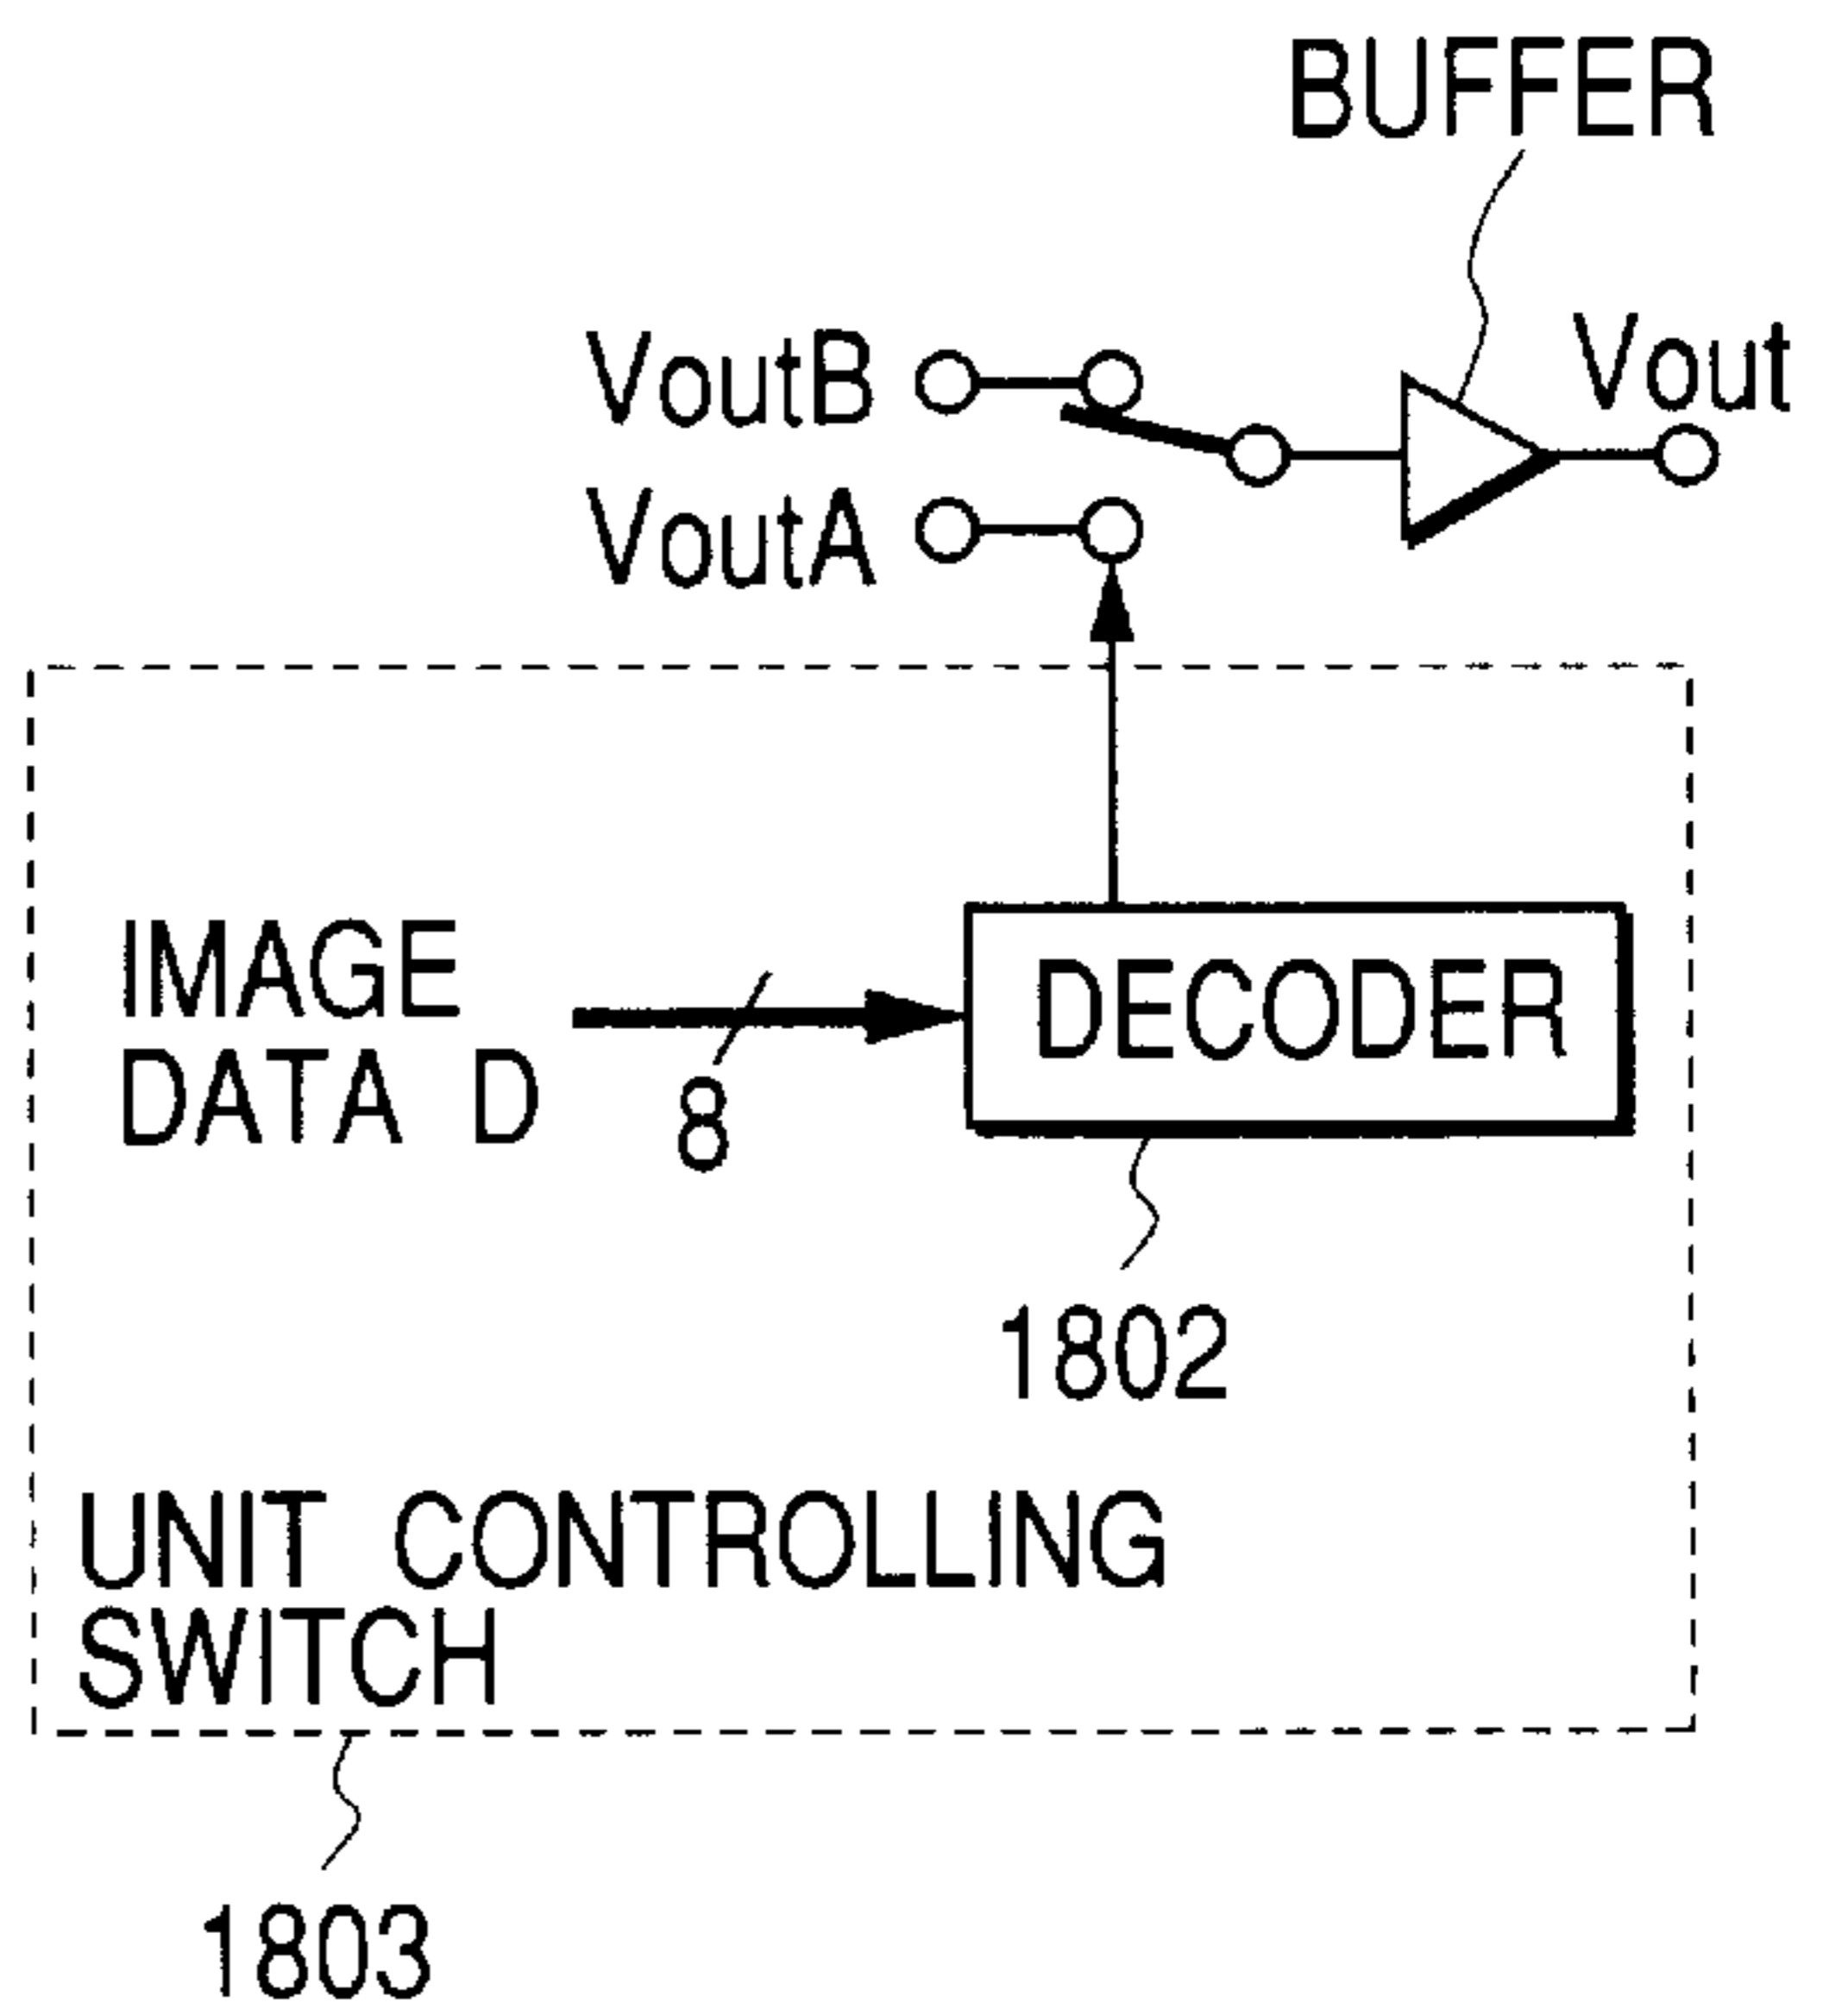 BUFFER
Vout
VoutB
VoutA
IMAGE
DATA D
8
DECODER
1802
UNIT CONTROLLING
SWITCH
1803